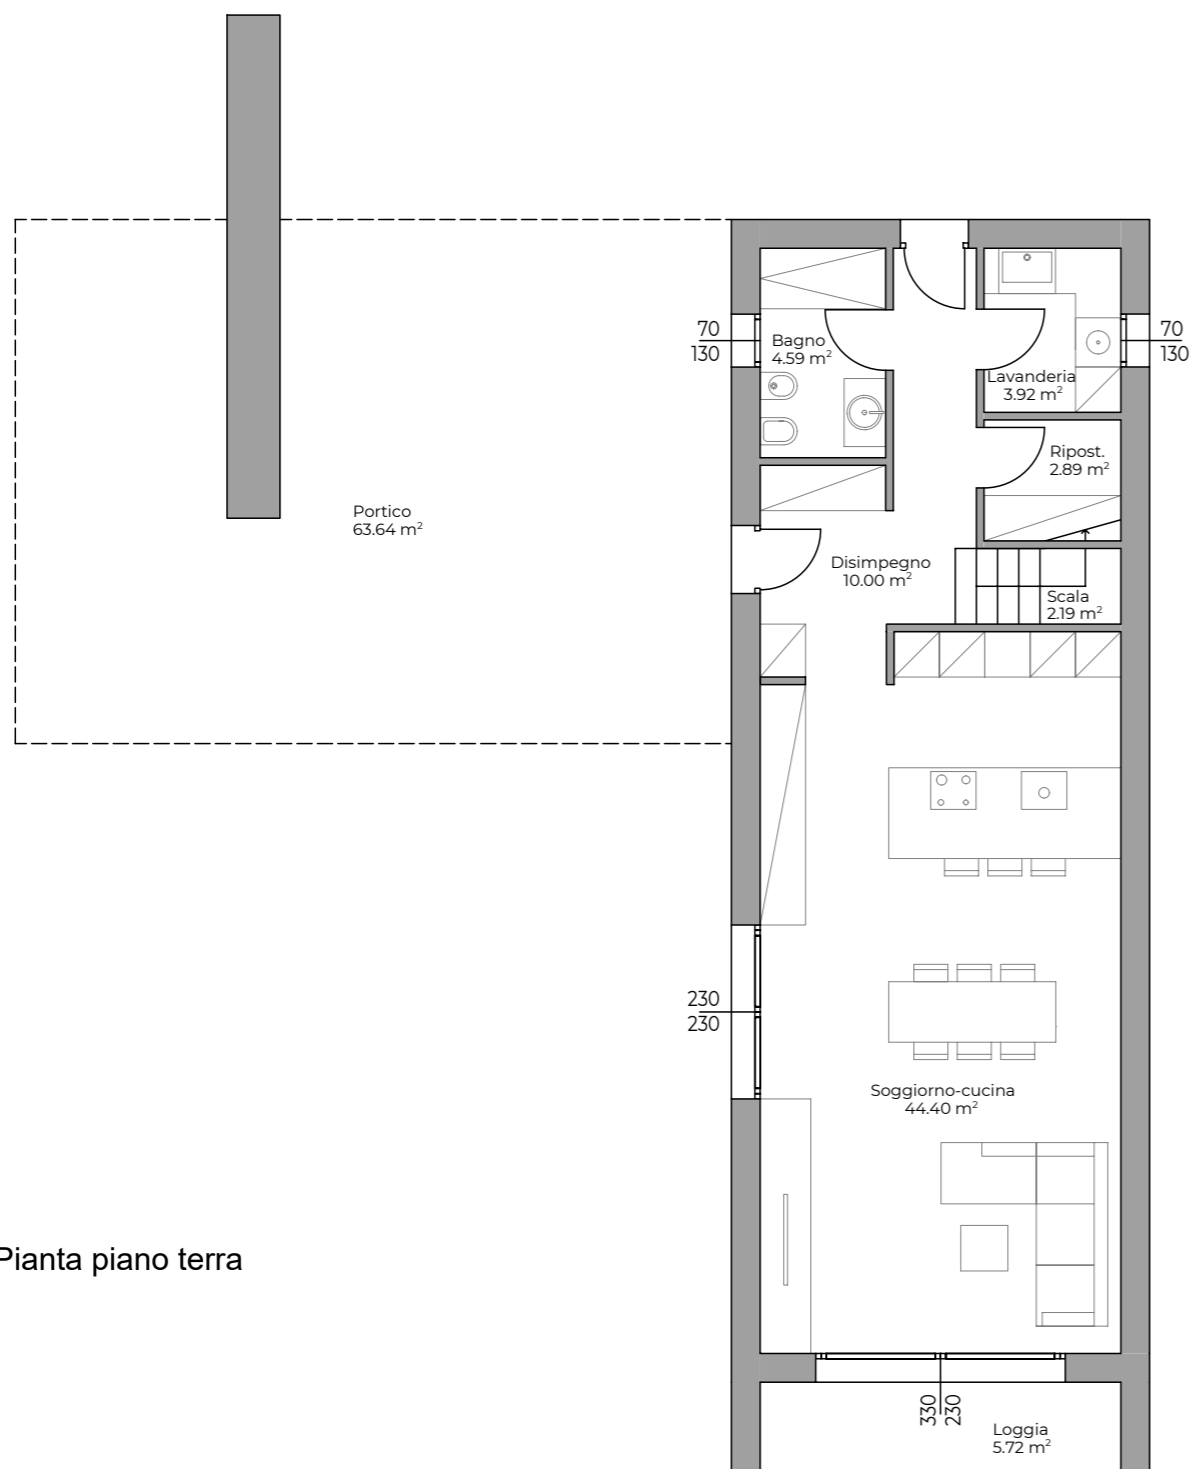 70
130
Bagno
4.59 m²
70
130
Lavanderia
3.92 m²
Ripost.
2.89 m²
Portico
63.64 m²
Disimpegno
10.00 m²
Scala
2.19 m²
230
230
Soggiorno-cucina
44.40 m²
Pianta piano terra
330
230
Loggia
5.72 m²